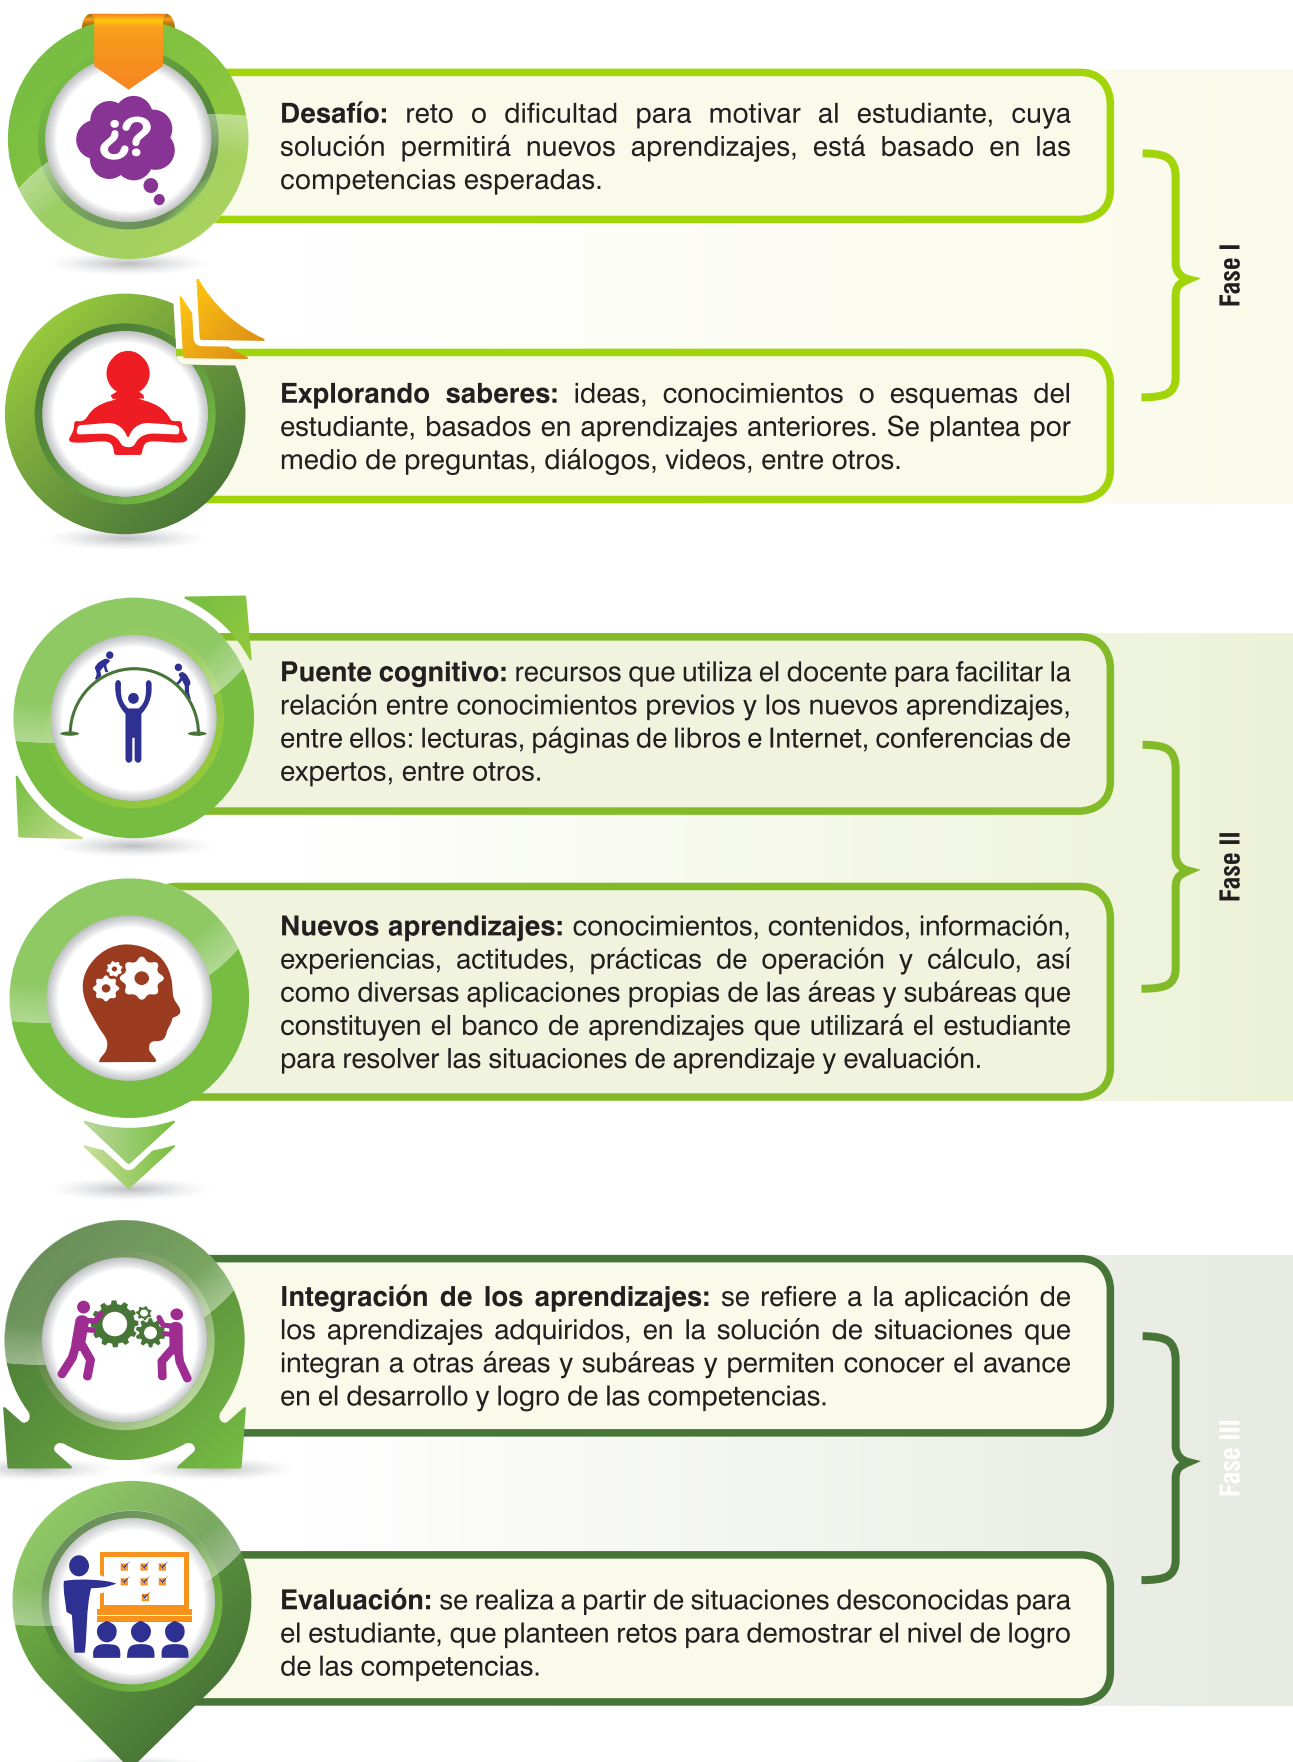 ¿?
Desafío: reto o dificultad para motivar al estudiante, cuya
solución permitirá nuevos aprendizajes, está basado en las
competencias esperadas.
Fase I
Explorando saberes: ideas, conocimientos o esquemas del
estudiante, basados en aprendizajes anteriores. Se plantea por
medio de preguntas, diálogos, videos, entre otros.
Puente cognitivo: recursos que utiliza el docente para facilitar la
relación entre conocimientos previos y los nuevos aprendizajes,
entre ellos: lecturas, páginas de libros e Internet, conferencias de
expertos, entre otros.
Fase II
Nuevos aprendizajes: conocimientos, contenidos, información,
experiencias, actitudes, prácticas de operación y cálculo, así
como diversas aplicaciones propias de las áreas y subáreas que
constituyen el banco de aprendizajes que utilizará el estudiante
para resolver las situaciones de aprendizaje y evaluación.
Integración de los aprendizajes: se refiere a la aplicación de
los aprendizajes adquiridos, en la solución de situaciones que
integran a otras áreas y subáreas y permiten conocer el avance
en el desarrollo y logro de las competencias.
Fase III
Evaluación: se realiza a partir de situaciones desconocidas para
el estudiante, que planteen retos para demostrar el nivel de logro
de las competencias.